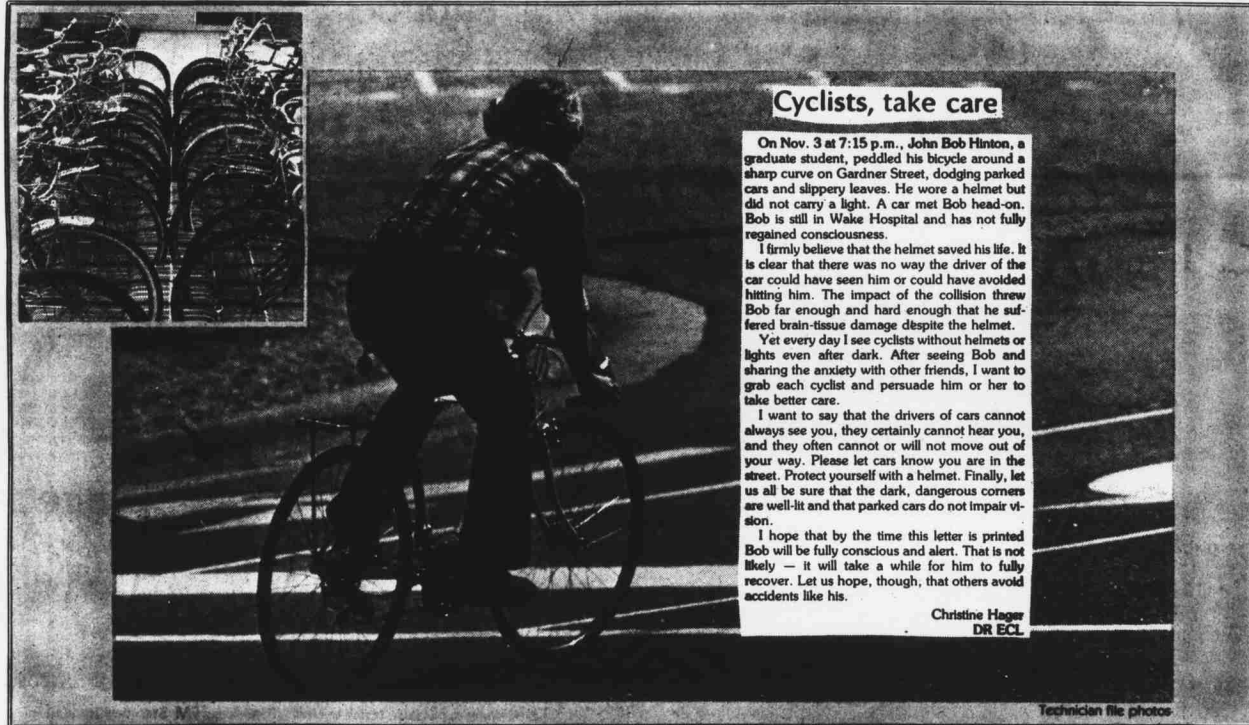 Cyclists, take care
On Nov. 3 at 7:15 p.m., John Bob Hinton, a
graduate student, peddled his bicycle around a
sharp curve on Gardner Street, dodging parked
cars and slippery leaves. He wore a helmet but
did not carry a light. A car met Bob head-on.
Bob is still in Wake Hospital and has not fully
regained consciousness.
I firmly believe that the helmet saved his life. It
is clear that there was no way the driver of the
car could have seen him or could have avoided
hitting him. The impact of the collision threw
Bob far enough and hard enough that he suf-
fered brain-tissue damage despite the helmet.
Yet every day I see cyclists without helmets or
lights even after dark. After seeing Bob and
sharing the anxiety with other friends, I want to
grab each cyclist and persuade him or her to
take better care.
I want to say that the drivers of cars cannot
always see you, they certainly cannot hear you,
and they often cannot or will not move out of
your way. Please let cars know you are in the
street. Protect yourself with a helmet. Finally, let
us all be sure that the dark, dangerous corners
are well-lit and that parked cars do not impair vi-
sion.
I hope that by the time this letter is printed
Bob will be fully conscious and alert. That is not
likely — it will take a while for him to fully
recover. Let us hope, though, that others avoid
accidents like his.
Christine Hager
DR ECL
Technician file photos